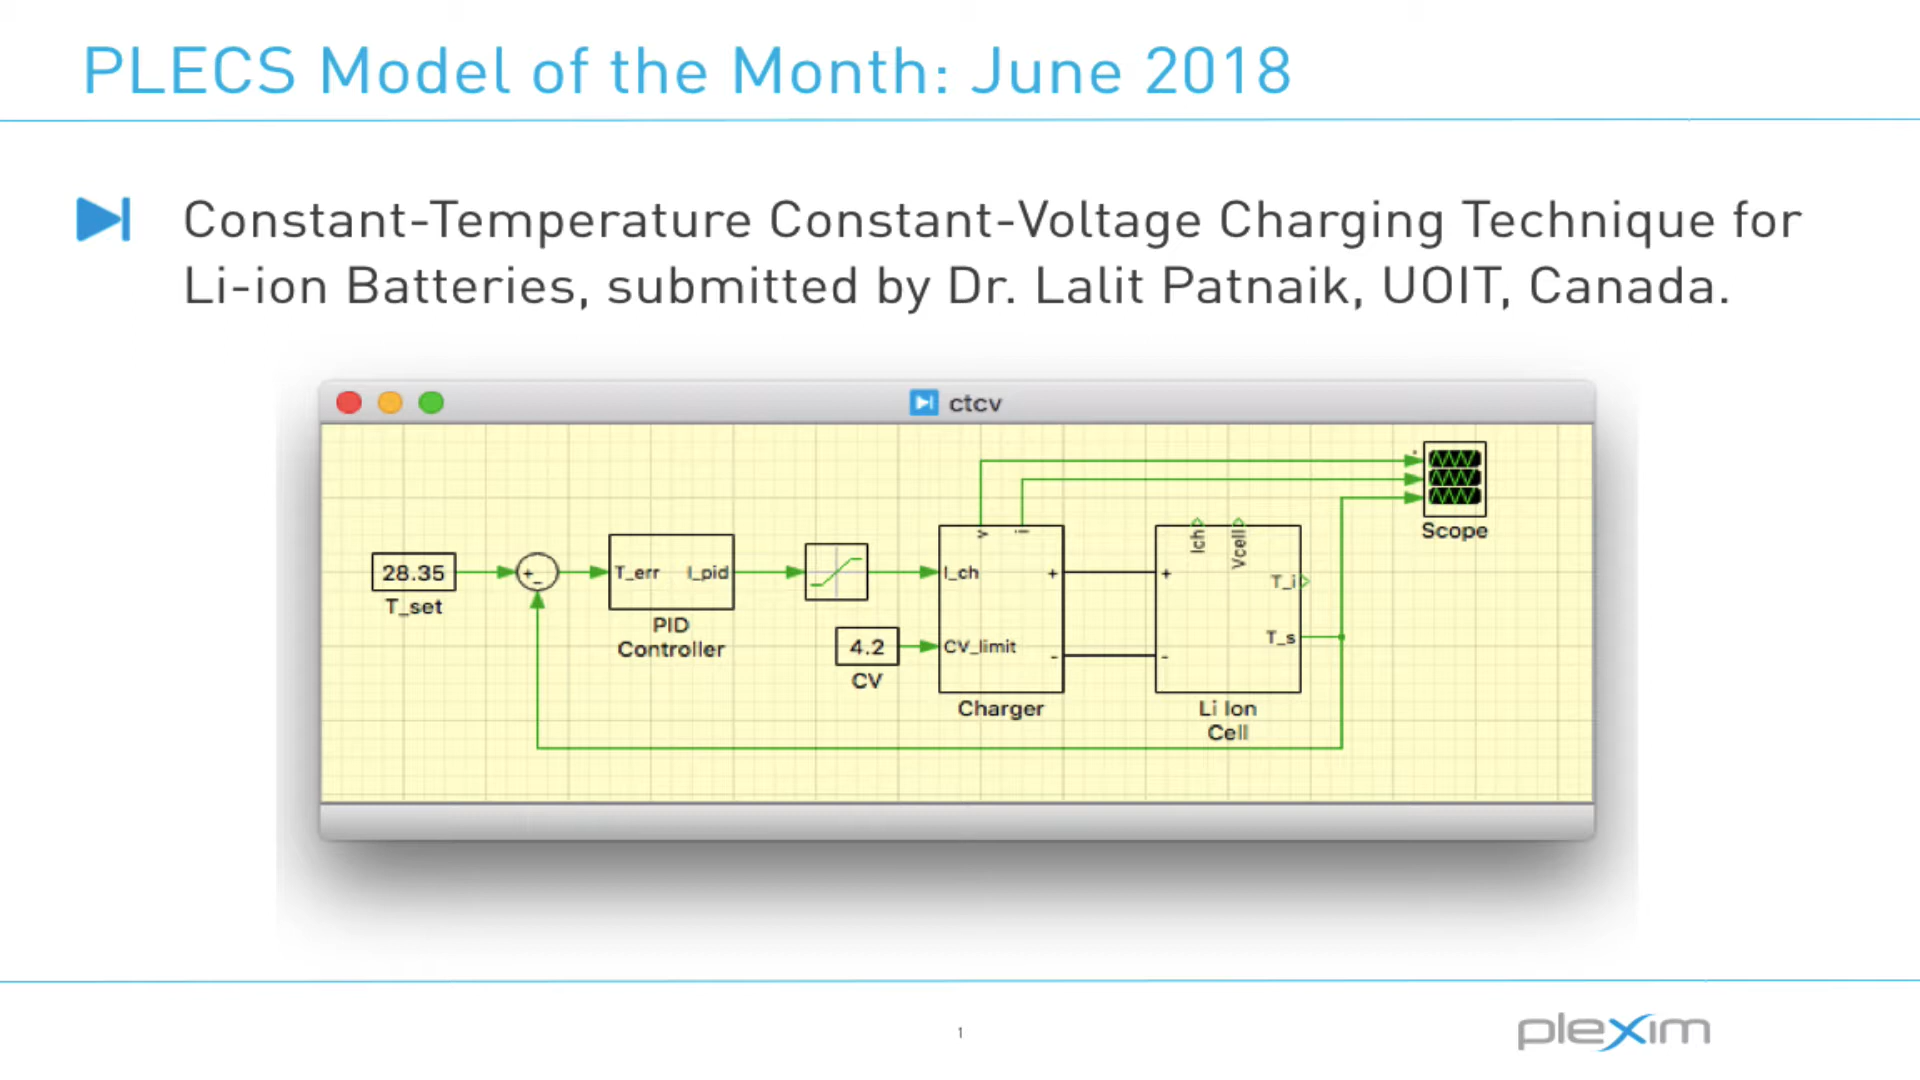 PLECS Model of the Month: June 2018
Constant-Temperature Constant-Voltage Charging Technique for
Li-ion Batteries, submitted by Dr. Lalit Patnaik, UOIT, Canada.
ctcv
Scope
v
i
Ich
Vcell
28.35
T_set
T_err
I_pid
PID
Controller
I_ch
+
+
T_i
4.2
CV
CV_limit
-
-
T_s
Charger
Li Ion
Cell
1
plexim